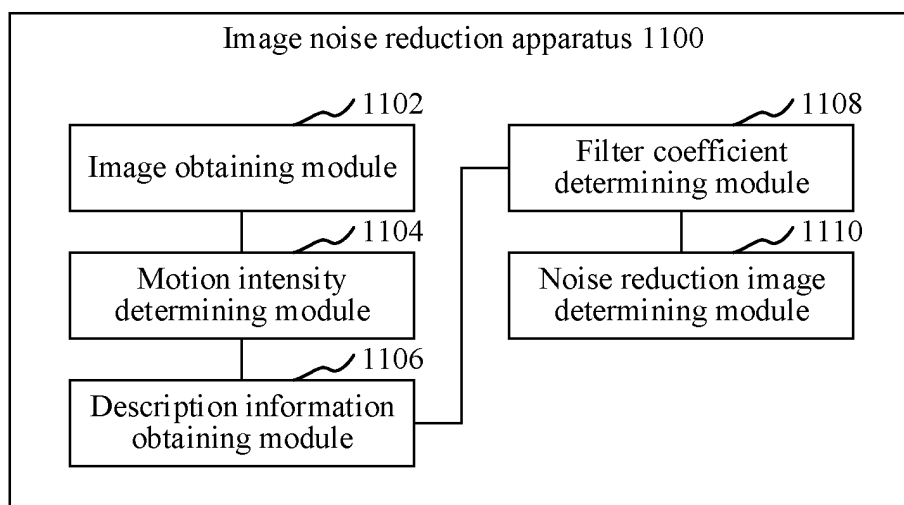 Image noise reduction apparatus 1100
1102
Image obtaining module
1104
Motion intensity
determining module
1106
Description information
obtaining module
1108
Filter coefficient
determining module
1110
Noise reduction image
determining module